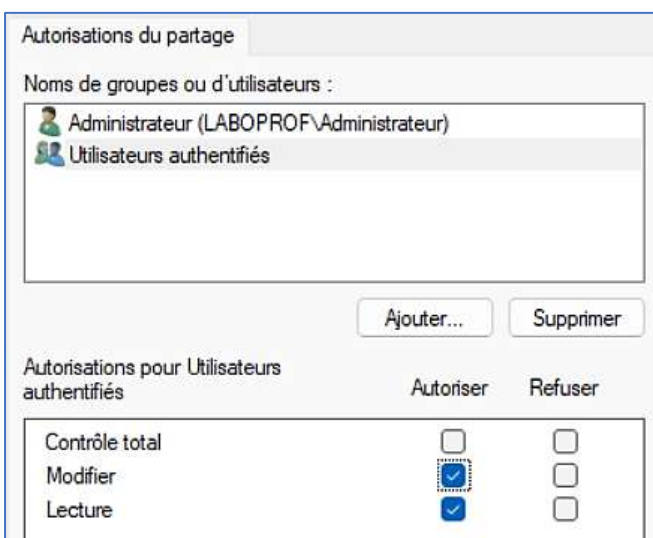 Autorisations du partage
Noms de groupes ou d'utilisateurs :
Administrateur (LABOPROF\Administrateur)
Utilisateurs authentifiés
Ajouter... Supprimer
Autorisations pour Utilisateurs
authentifiés Autoriser Refuser
Contrôle total
Modifier
Lecture